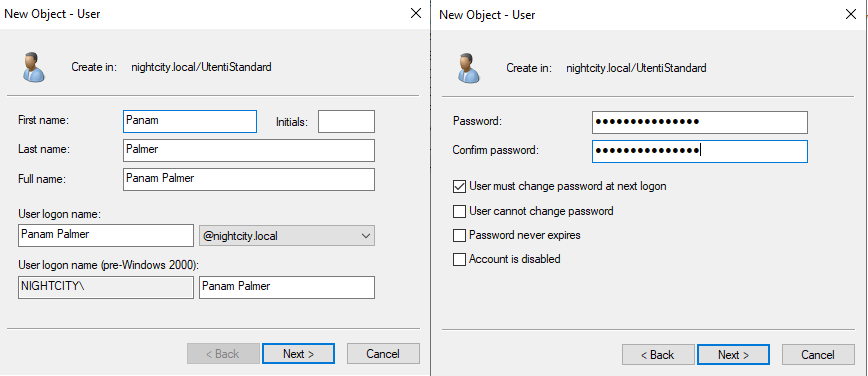 New Object - User
Create in: nightcity.local/UtentiStandard
First name: Panam Initials:
Last name: Palmer
Full name: Panam Palmer
User logon name:
Panam Palmer @nightcity.local
User logon name (pre-Windows 2000):
NIGHTCITY\ Panam Palmer
< Back Next > Cancel
New Object - User
Create in: nightcity.local/UtentiStandard
Password: ●●●●●●●●●●●●●●●
Confirm password: ●●●●●●●●●●●●●●●
User must change password at next logon
User cannot change password
Password never expires
Account is disabled
< Back Next > Cancel